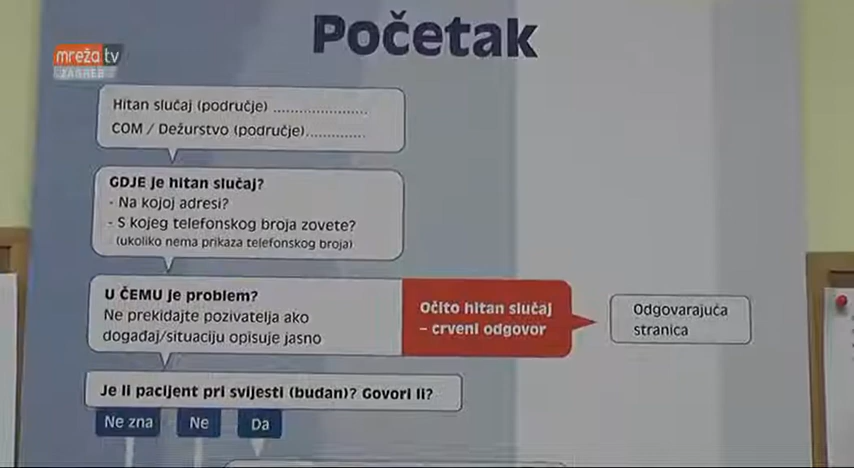 Početak
mreža tv
ZAGREB
Hitan slučaj (područje) ......................
COM / Dežurstvo (područje)..............
GDJE je hitan slučaj?
- Na kojoj adresi?
- S kojeg telefonskog broja zovete?
(ukoliko nema prikaza telefonskog broja)
U ČEMU je problem?
Ne prekidajte pozivatelja ako
događaj/situaciju opisuje jasno
Očito hitan slučaj
– crveni odgovor
Odgovarajuća
stranica
Je li pacijent pri svijesti (budan)? Govori li?
Ne zna
Ne
Da